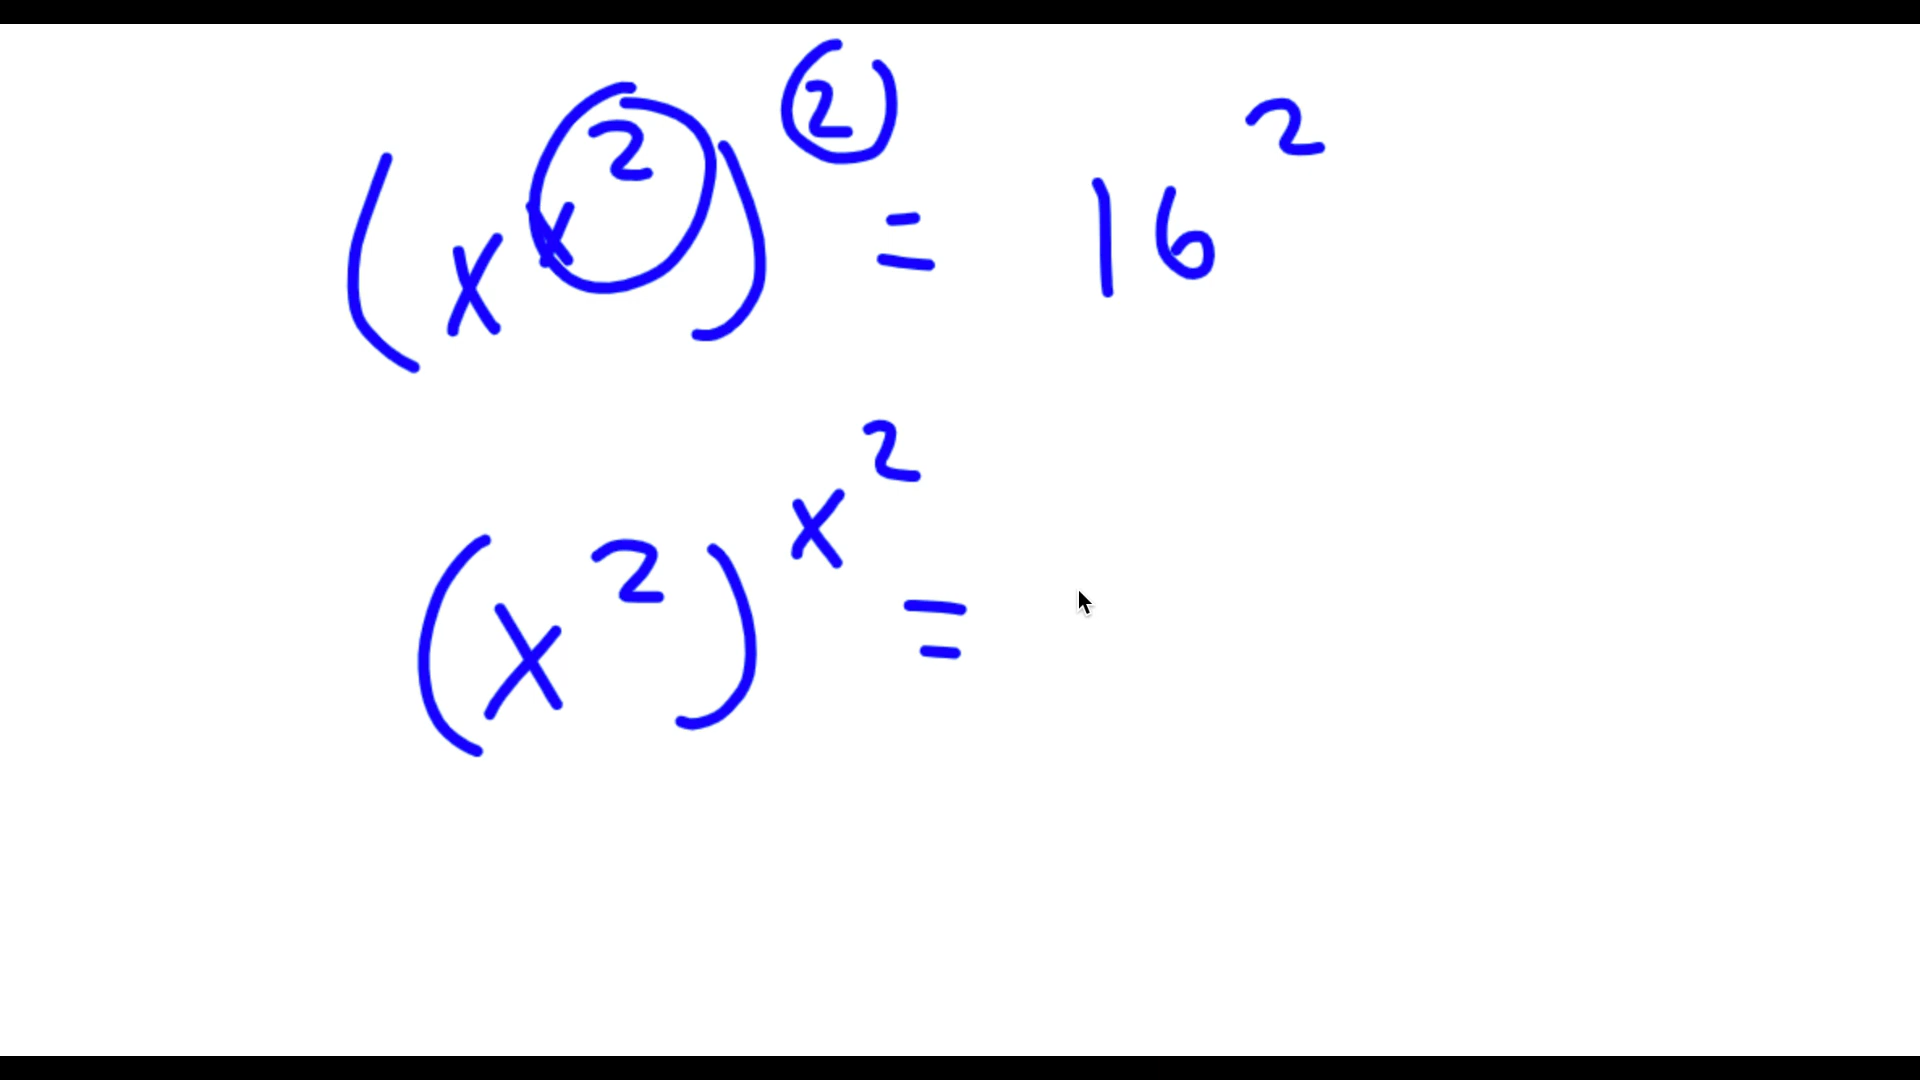 (x^{x^2})^{(2)} = 16^2
(x^2)^{x^2} =